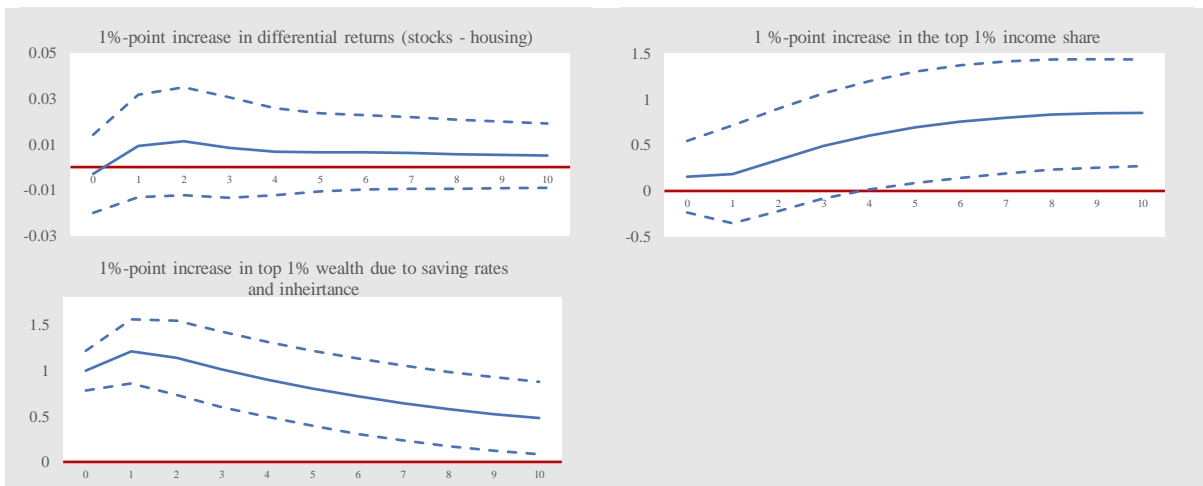 1%-point increase in differential returns (stocks - housing)
0.05
0.03
0.01
-0.01
-0.03
0 1 2 3 4 5 6 7 8 9 10
1 %-point increase in the top 1% income share
1.5
1
0.5
0
-0.5
0 1 2 3 4 5 6 7 8 9 10
1%-point increase in top 1% wealth due to saving rates
and inheirtance
1.5
1
0.5
0
0 1 2 3 4 5 6 7 8 9 10